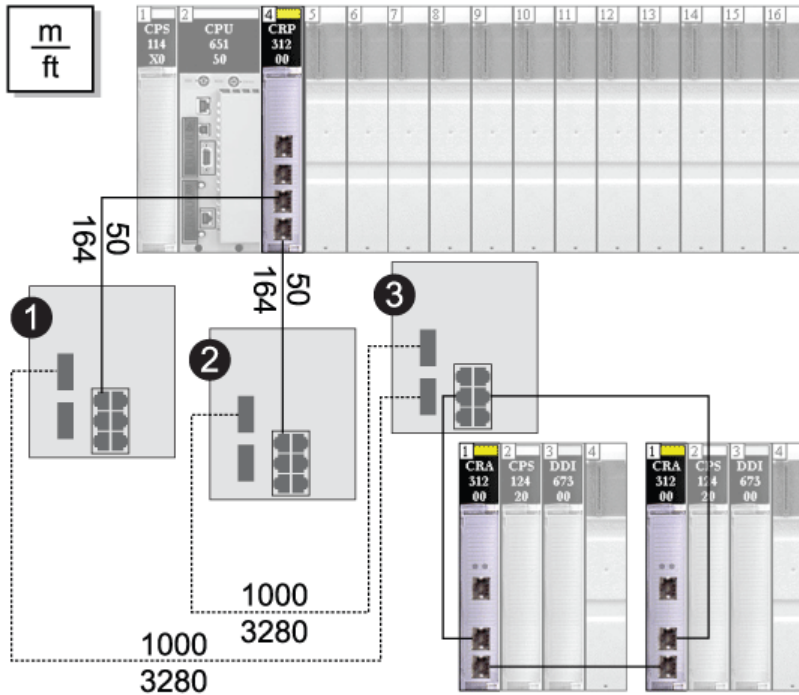 m
ft
1 2 4 5 6 7 8 9 10 11 12 13 14 15 16
CPS 114 X0
CPU 651 50
CRP 312 00
50
164
50
164
1
2
3
1 2 3 4
CRA 312 00
CPS 124 20
DDI 673 00
1 2 3 4
CRA 312 00
CPS 124 20
DDI 673 00
1000
3280
1000
3280